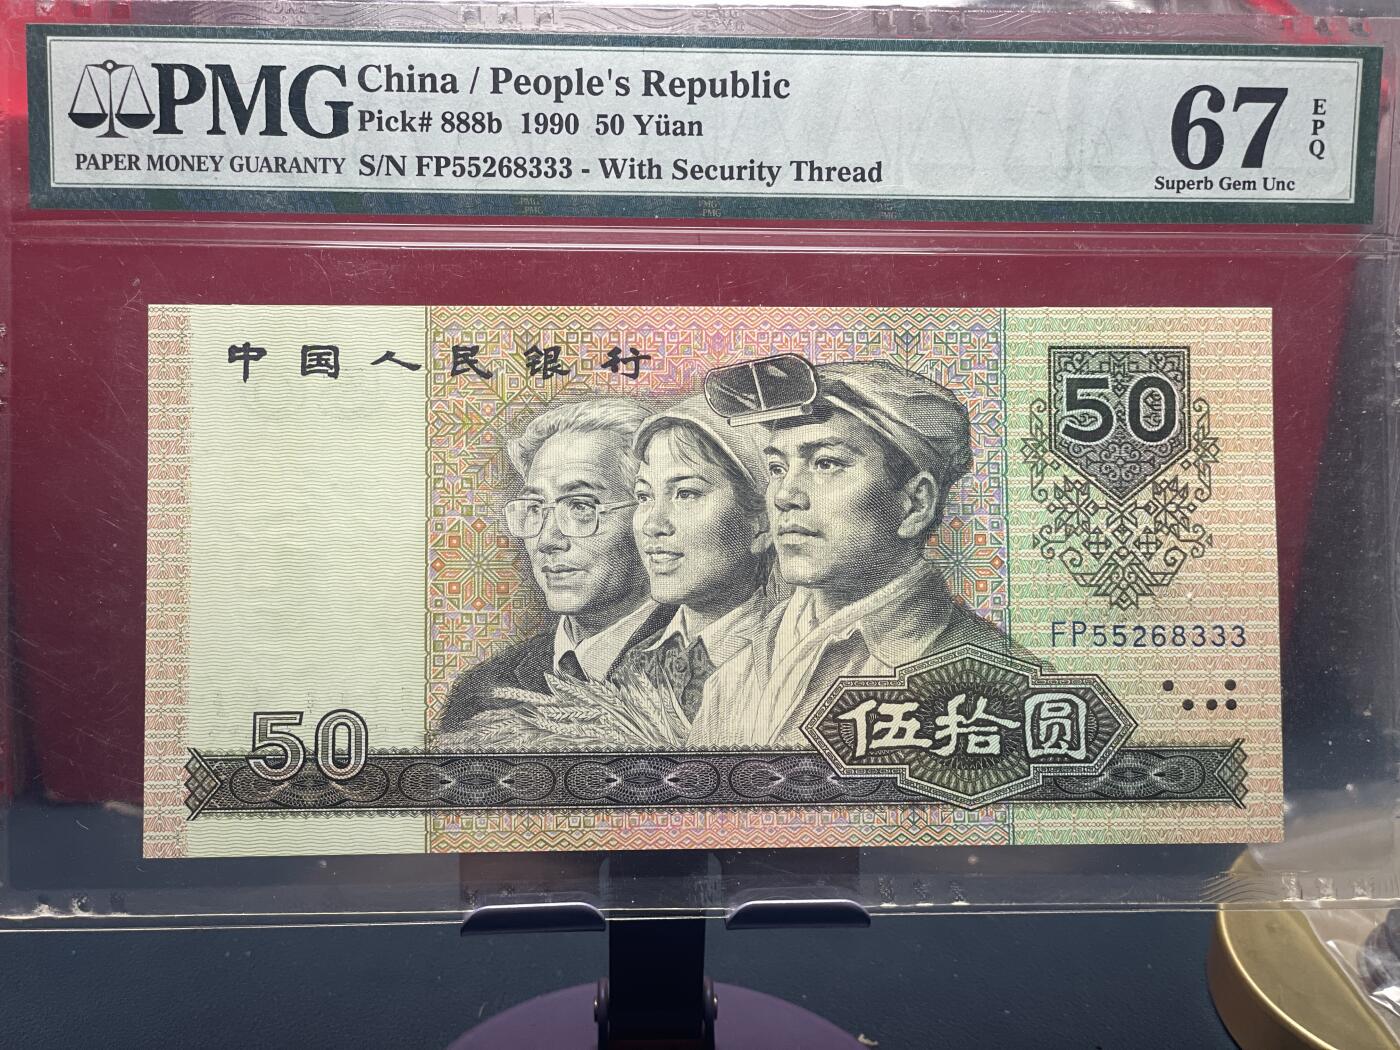 PMG
PAPER MONEY GUARANTY
China / People's Republic
Pick# 888b 1990 50 Yüan
S/N FP55268333 - With Security Thread
67
EPQ
Superb Gem Unc
中国人民银行
50
FP55268333
50
伍拾圆